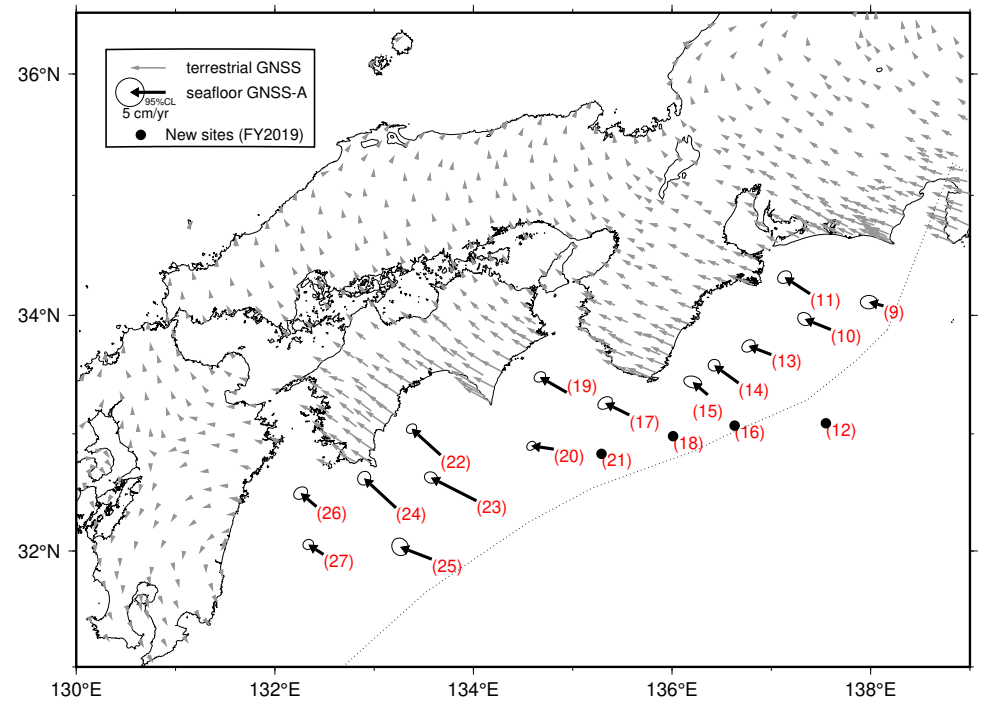 36°N
terrestrial GNSS
95%CL
seafloor GNSS-A
5 cm/yr
New sites (FY2019)
34°N
(11)
(9)
(10)
(13)
(14)
(19)
(15)
(17)
(16)
(12)
(18)
(20)
(21)
(22)
(23)
(24)
(26)
32°N
(27)
(25)
130°E
132°E
134°E
136°E
138°E